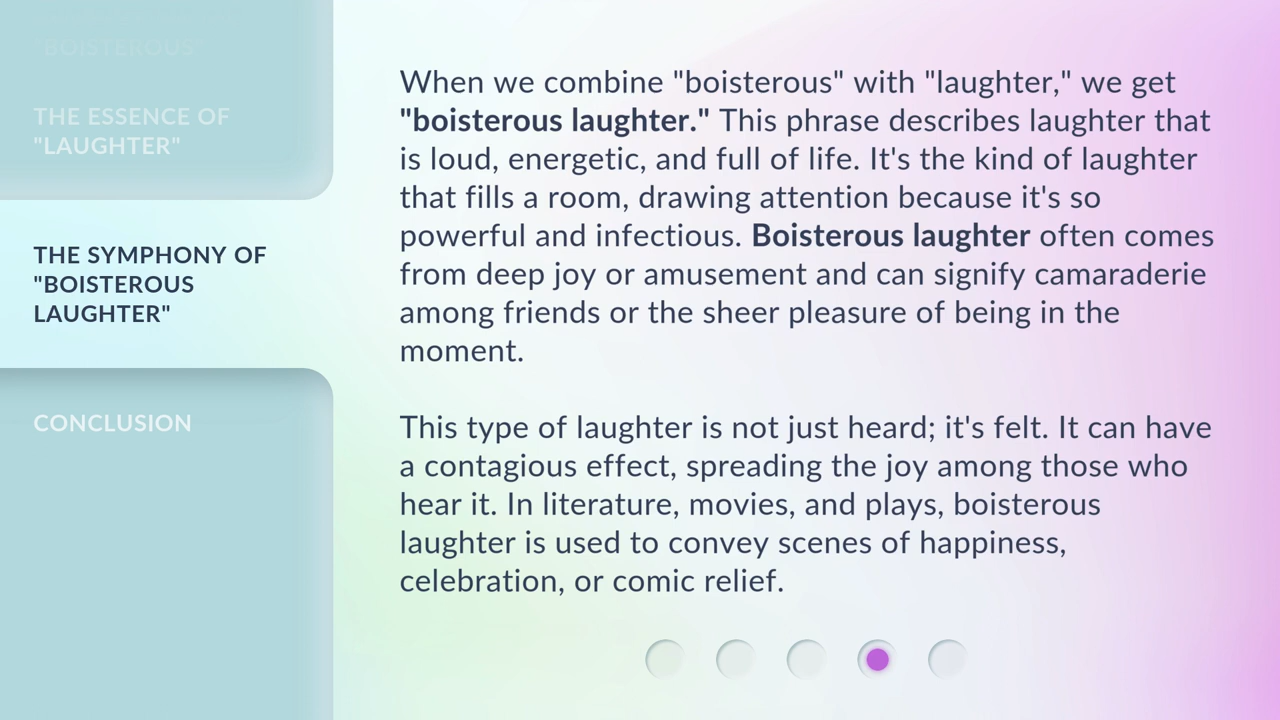 "BOISTEROUS"
THE ESSENCE OF
"LAUGHTER"
THE SYMPHONY OF
"BOISTEROUS
LAUGHTER"
CONCLUSION
When we combine "boisterous" with "laughter," we get
"boisterous laughter." This phrase describes laughter that
is loud, energetic, and full of life. It's the kind of laughter
that fills a room, drawing attention because it's so
powerful and infectious. Boisterous laughter often comes
from deep joy or amusement and can signify camaraderie
among friends or the sheer pleasure of being in the
moment.
This type of laughter is not just heard; it's felt. It can have
a contagious effect, spreading the joy among those who
hear it. In literature, movies, and plays, boisterous
laughter is used to convey scenes of happiness,
celebration, or comic relief.